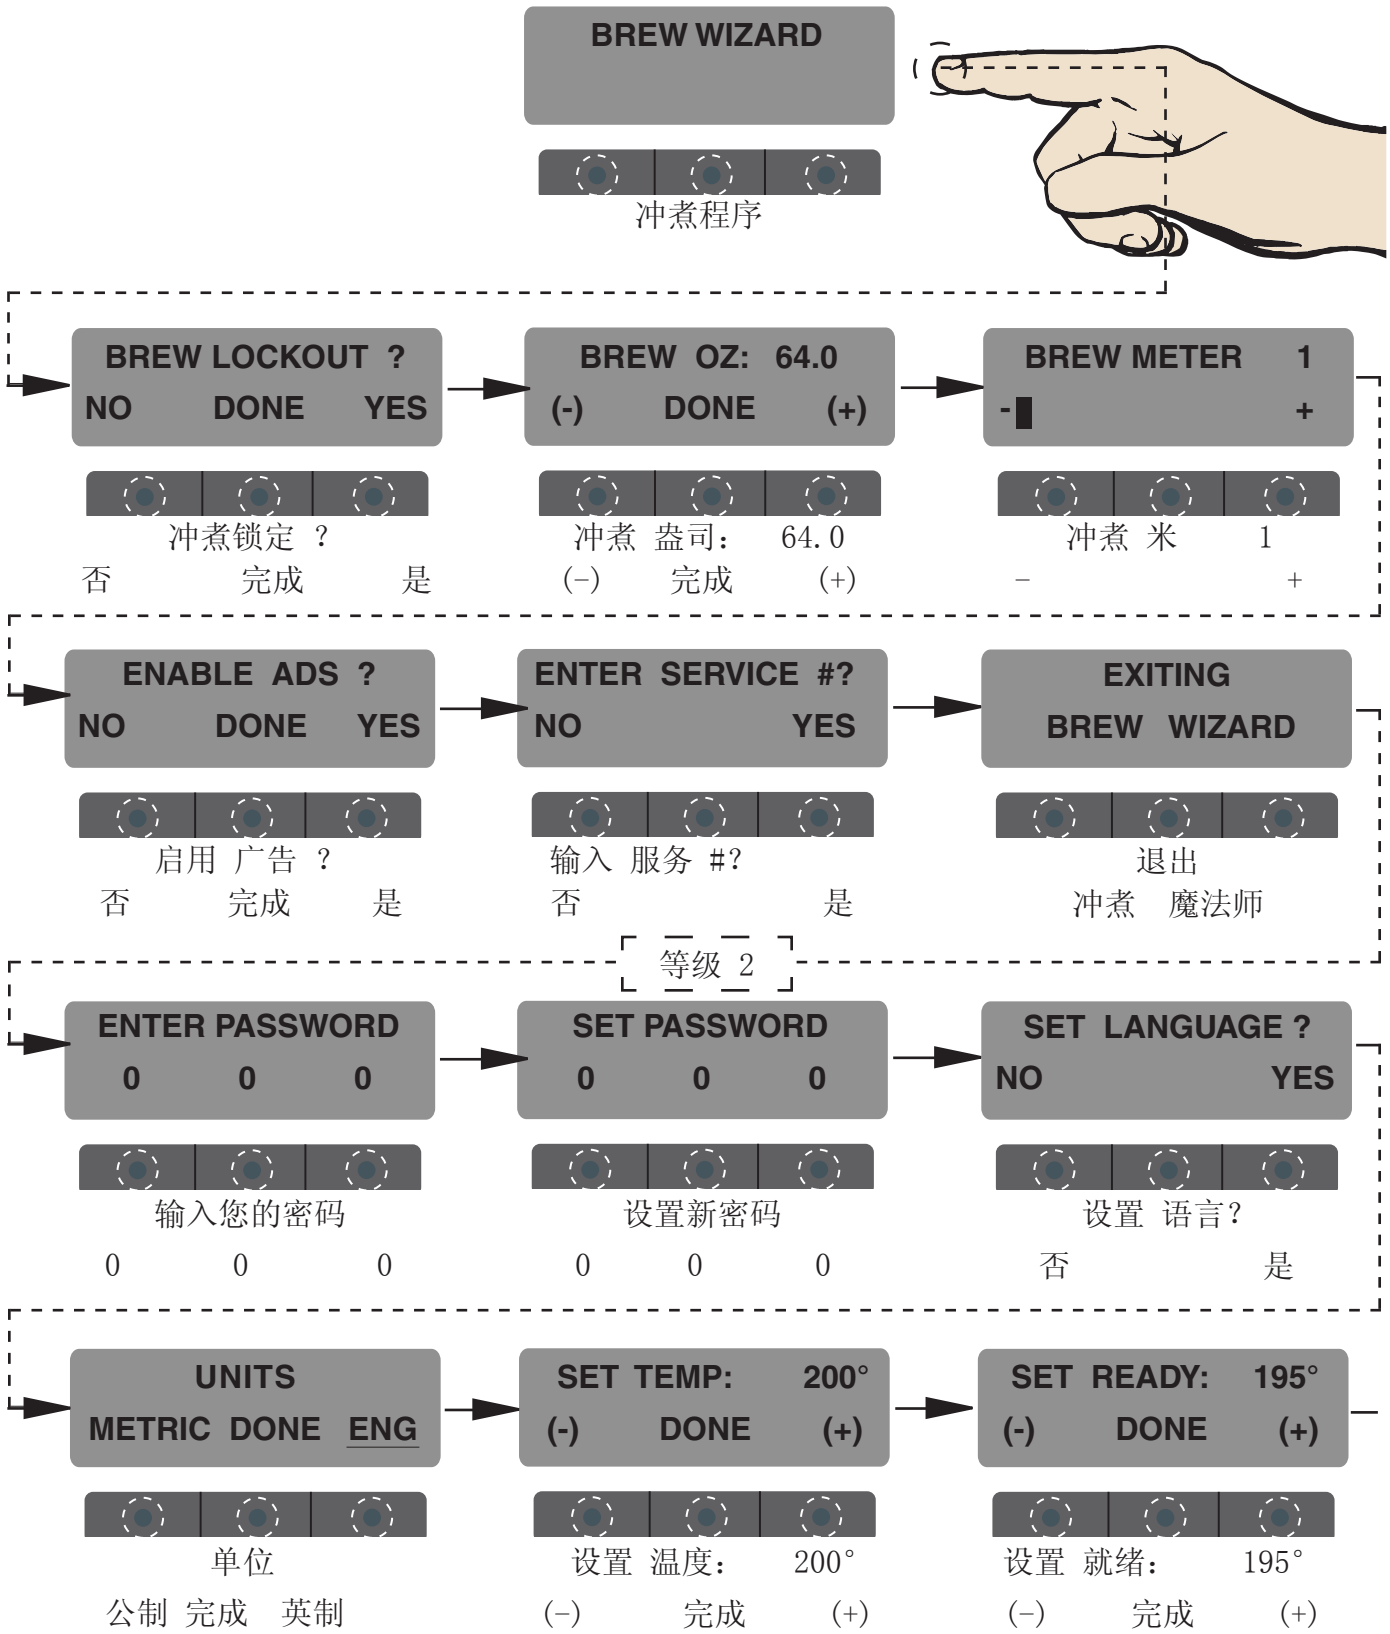 BREW WIZARD
冲煮程序
BREW LOCKOUT ?
NO DONE YES
冲煮锁定 ?
否 完成 是
BREW OZ: 64.0
(-) DONE (+)
冲煮 盎司: 64.0
(-) 完成 (+)
BREW METER 1
- +
冲煮 米 1
- +
ENABLE ADS ?
NO DONE YES
启用 广告 ?
否 完成 是
ENTER SERVICE #?
NO YES
输入 服务 #?
否 是
EXITING
BREW WIZARD
退出
冲煮 魔法师
等级 2
ENTER PASSWORD
0 0 0
输入您的密码
0 0 0
SET PASSWORD
0 0 0
设置新密码
0 0 0
SET LANGUAGE ?
NO YES
设置 语言?
否 是
UNITS
METRIC DONE ENG
单位
公制 完成 英制
SET TEMP: 200°
(-) DONE (+)
设置 温度: 200°
(-) 完成 (+)
SET READY: 195°
(-) DONE (+)
设置 就绪: 195°
(-) 完成 (+)